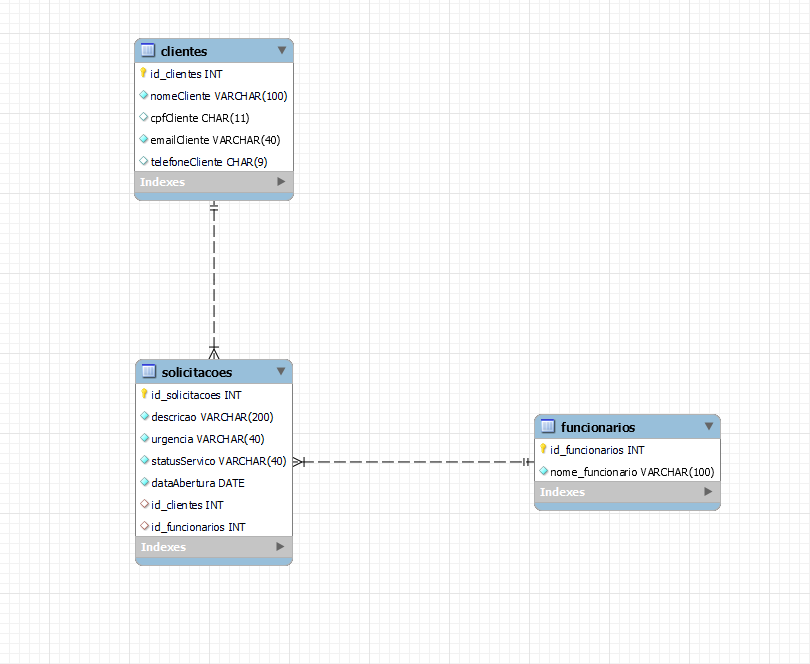 clientes
id_clientes INT
nomeCliente VARCHAR(100)
cpfCliente CHAR(11)
emailCliente VARCHAR(40)
telefoneCliente CHAR(9)
Indexes
solicitacoes
id_solicitacoes INT
descricao VARCHAR(200)
urgencia VARCHAR(40)
statusServico VARCHAR(40)
dataAbertura DATE
id_clientes INT
id_funcionarios INT
Indexes
funcionarios
id_funcionarios INT
nome_funcionario VARCHAR(100)
Indexes